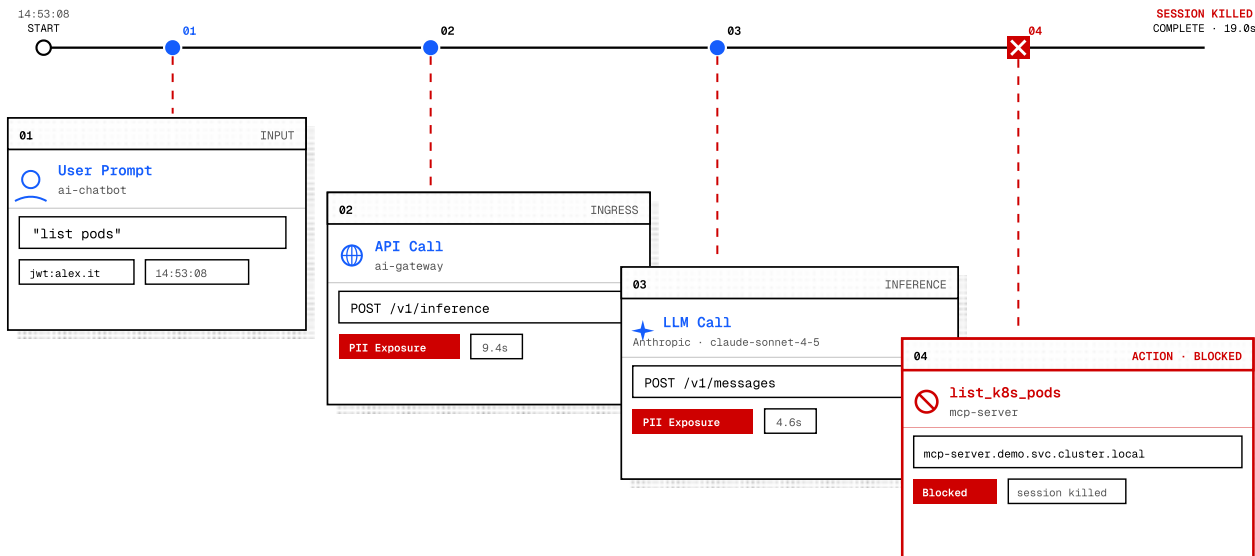 14:53:08
START
01
02
03
04
SESSION KILLED
COMPLETE · 19.0s
01 INPUT
User Prompt
ai-chatbot
"list pods"
jwt:alex.it 14:53:08
02 INGRESS
API Call
ai-gateway
POST /v1/inference
PII Exposure 9.4s
03 INFERENCE
LLM Call
Anthropic · claude-sonnet-4-5
POST /v1/messages
PII Exposure 4.6s
04 ACTION · BLOCKED
list_k8s_pods
mcp-server
mcp-server.demo.svc.cluster.local
Blocked session killed